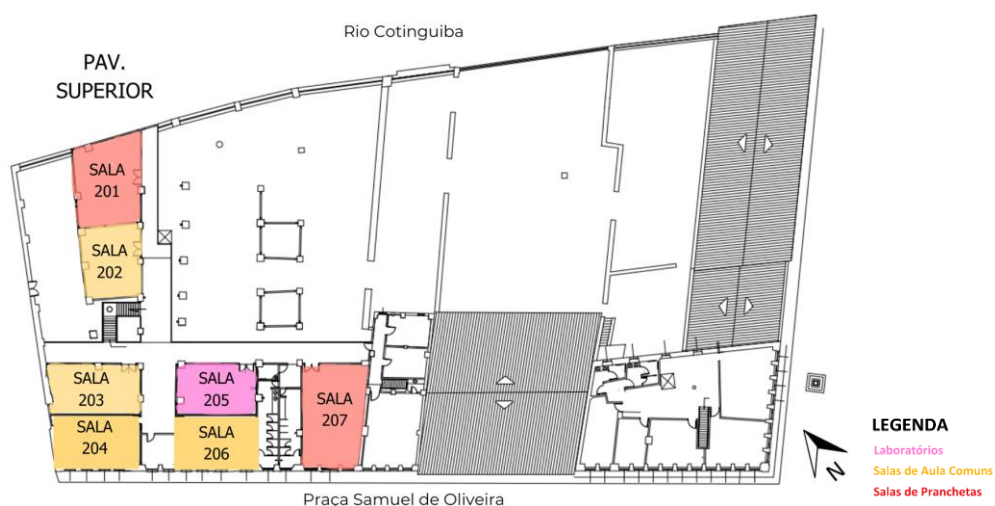 Rio Cotinguiba
PAV.
SUPERIOR
SALA
201
SALA
202
SALA
203
SALA
204
SALA
205
SALA
206
SALA
207
Praça Samuel de Oliveira
N
LEGENDA
Laboratórios
Salas de Aula Comuns
Salas de Pranchetas